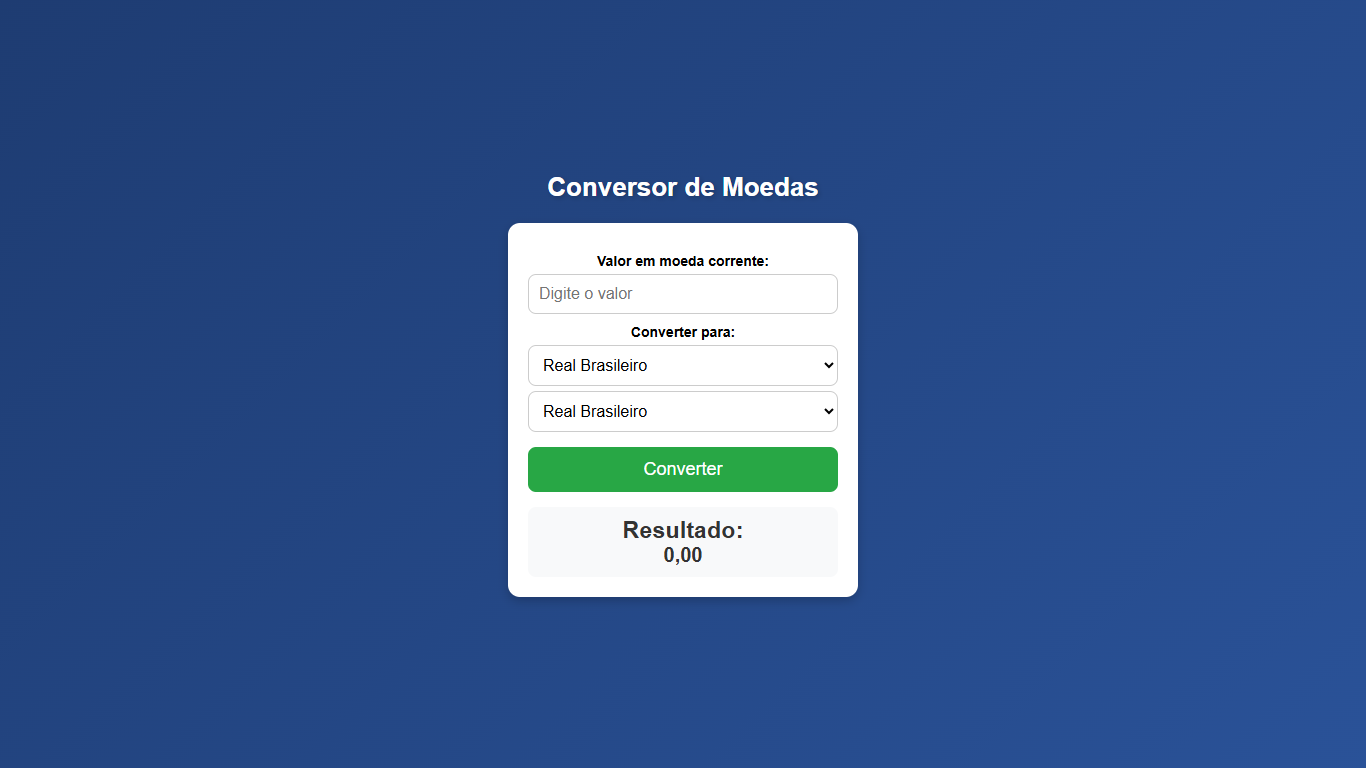 Conversor de Moedas
Valor em moeda corrente:
Digite o valor
Converter para:
Real Brasileiro
Real Brasileiro
Converter
Resultado:
0,00